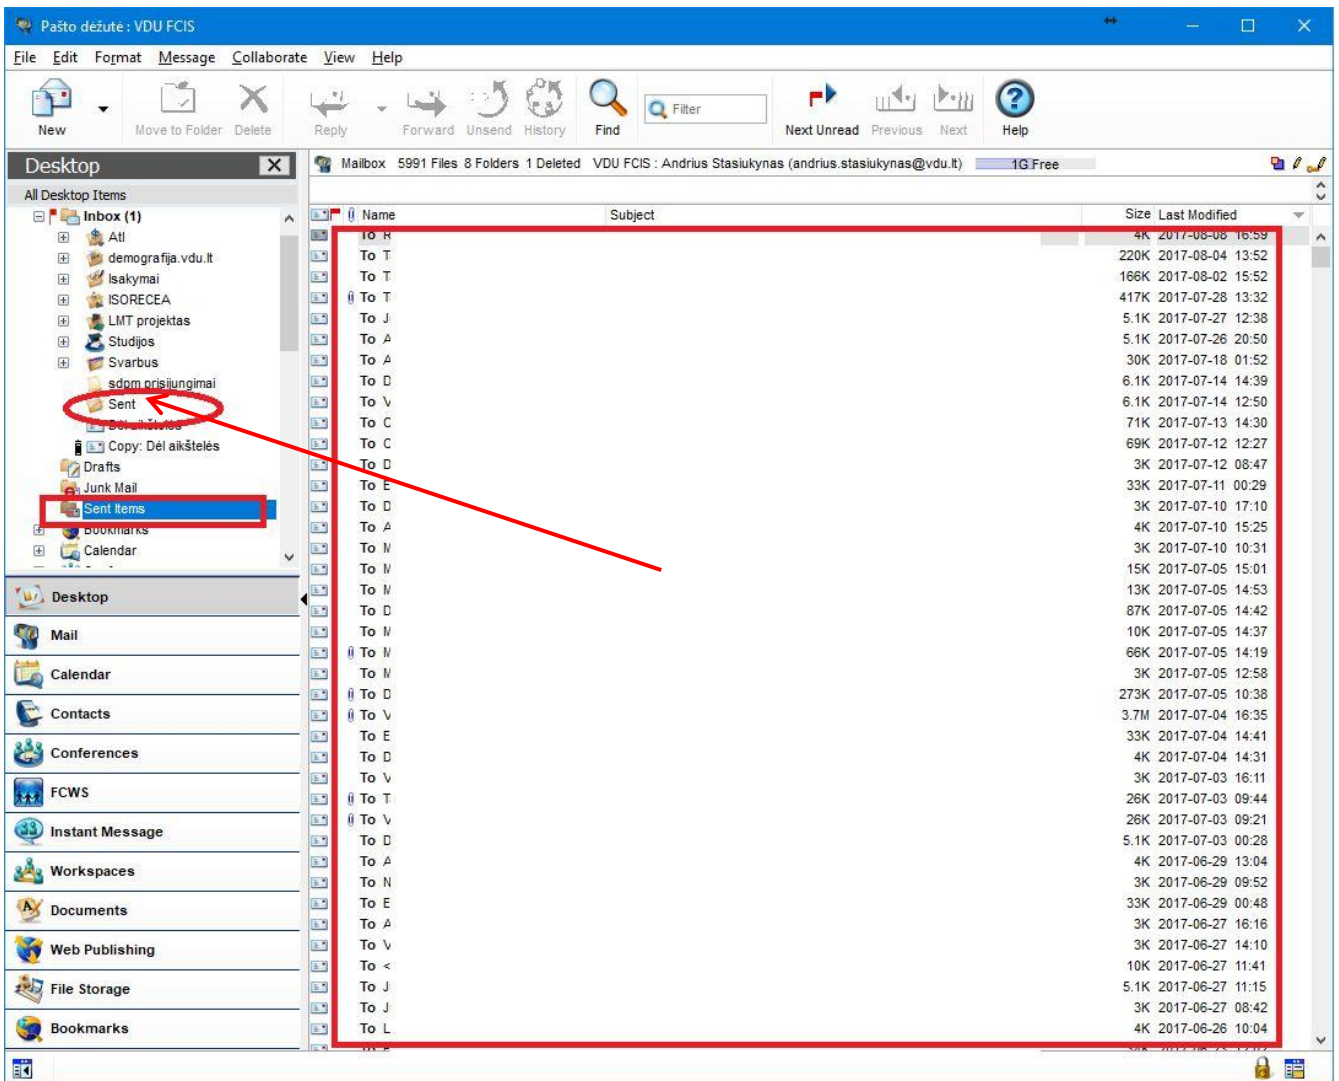 Pašto dėžutė : VDU FCIS
File Edit Format Message Collaborate View Help
New Move to Folder Delete Reply Forward Unsend History Find Filter Next Unread Previous Next Help
Desktop
Mailbox 5991 Files 8 Folders 1 Deleted VDU FCIS : Andrius Stasiukynas (andrius.stasiukynas@vdu.lt) 1G Free
All Desktop Items
Inbox (1)
Atl
demografija.vdu.lt
Isakymai
ISORECEA
LMT projektas
Studijos
Svarbus
sdpm prisijungimai
Sent
Dėl aikštelės
Copy: Dėl aikštelės
Drafts
Junk Mail
Sent Items
Bookmarks
Calendar
Desktop
Mail
Calendar
Contacts
Conferences
FCWS
Instant Message
Workspaces
Documents
Web Publishing
File Storage
Bookmarks
Name Subject Size Last Modified
To R 4K 2017-08-08 16:59
To T 220K 2017-08-04 13:52
To T 166K 2017-08-02 15:52
To T 417K 2017-07-28 13:32
To J 5.1K 2017-07-27 12:38
To A 5.1K 2017-07-26 20:50
To A 30K 2017-07-18 01:52
To D 6.1K 2017-07-14 14:39
To V 6.1K 2017-07-14 12:50
To C 71K 2017-07-13 14:30
To C 69K 2017-07-12 12:27
To D 3K 2017-07-12 08:47
To E 33K 2017-07-11 00:29
To D 3K 2017-07-10 17:10
To A 4K 2017-07-10 15:25
To M 3K 2017-07-10 10:31
To M 15K 2017-07-05 15:01
To M 13K 2017-07-05 14:53
To D 87K 2017-07-05 14:42
To M 10K 2017-07-05 14:37
To M 66K 2017-07-05 14:19
To M 3K 2017-07-05 12:58
To D 273K 2017-07-05 10:38
To V 3.7M 2017-07-04 16:35
To E 33K 2017-07-04 14:41
To D 4K 2017-07-04 14:31
To V 3K 2017-07-03 16:11
To T 26K 2017-07-03 09:44
To V 26K 2017-07-03 09:21
To D 5.1K 2017-07-03 00:28
To A 4K 2017-06-29 13:04
To N 3K 2017-06-29 09:52
To E 33K 2017-06-29 00:48
To A 3K 2017-06-27 16:16
To V 3K 2017-06-27 14:10
To < 10K 2017-06-27 11:41
To J 5.1K 2017-06-27 11:15
To J 3K 2017-06-27 08:42
To L 4K 2017-06-26 10:04